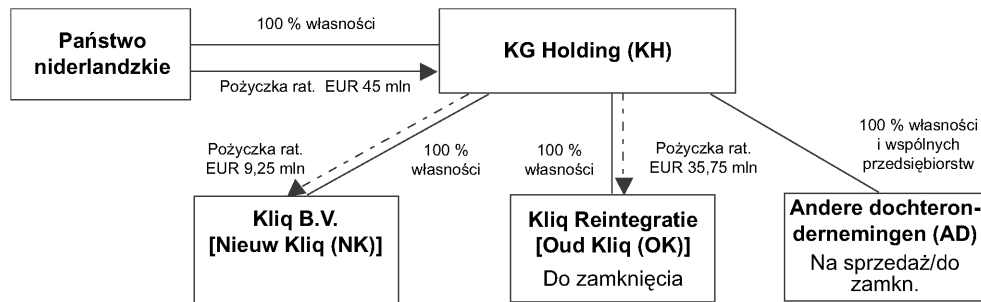 Państwo
niderlandzkie
100 % własności
Pożyczka rat. EUR 45 mln
KG Holding (KH)
Pożyczka rat.
EUR 9,25 mln
100 %
własności
100 %
własności
Pożyczka rat.
EUR 35,75 mln
100 % własności
i wspólnych
przedsiębiorstw
Kliq B.V.
[Nieuw Kliq (NK)]
Kliq Reintegratie
[Oud Kliq (OK)]
Do zamknięcia
Andere dochteron-
dernemingen (AD)
Na sprzedaż/do
zamkn.